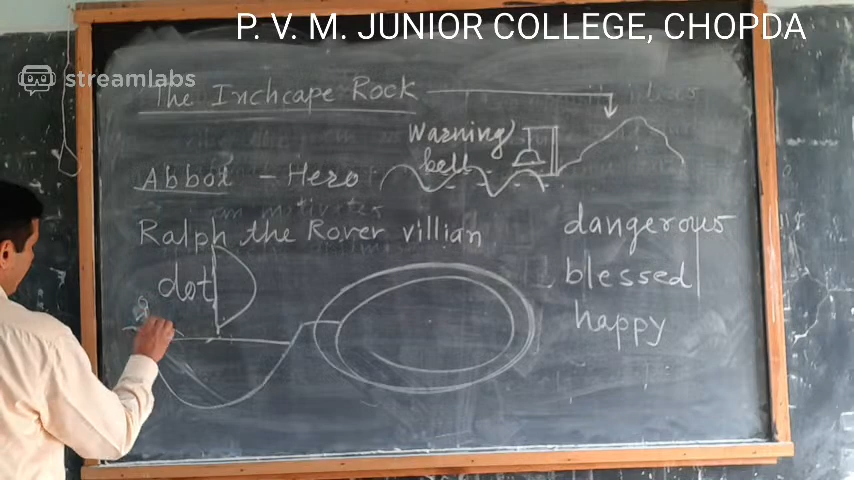 P. V. M. JUNIOR COLLEGE, CHOPDA
streamlabs
The Inchcape Rock
Warning
bell
Abbot - Hero
Ralph the Rover villian
dangerous
dot
blessed
happy